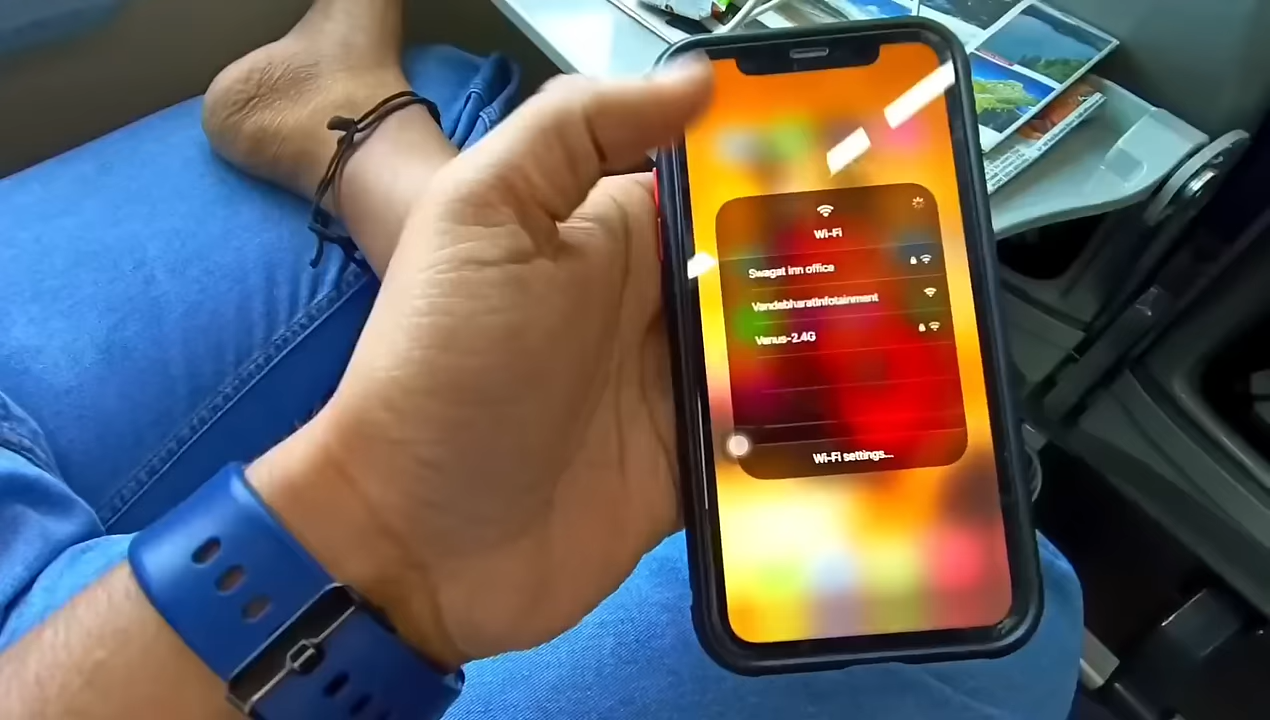 Wi-Fi
Swagat inn office
VandebharatInfotainment
Venus-2.4G
Wi-Fi settings...